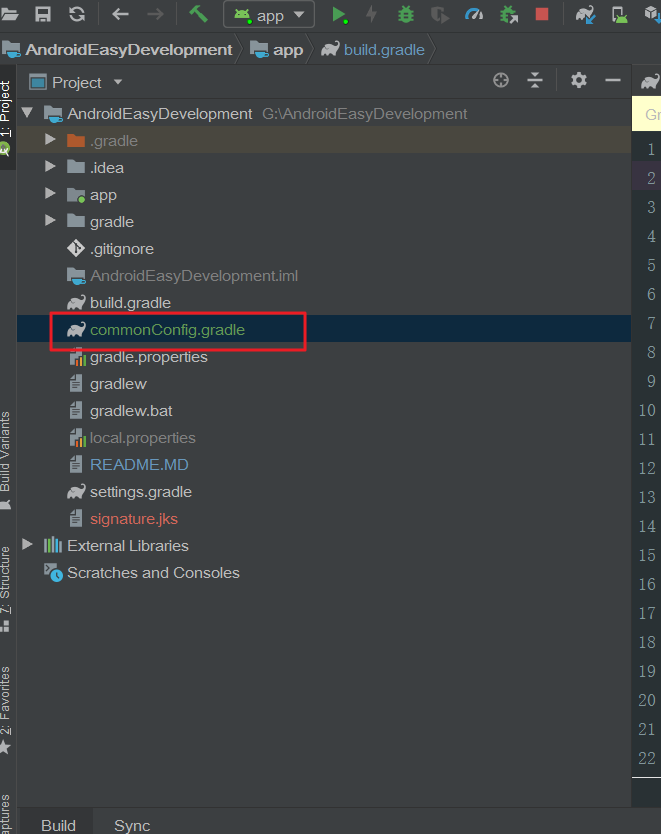 app
AndroidEasyDevelopment
app
build.gradle
1: Project
Project
AndroidEasyDevelopment G:\AndroidEasyDevelopment
.gradle
.idea
app
gradle
.gitignore
AndroidEasyDevelopment.iml
build.gradle
commonConfig.gradle
gradle.properties
gradlew
gradlew.bat
local.properties
README.MD
settings.gradle
signature.jks
External Libraries
Scratches and Consoles
Build Variants
7: Structure
2: Favorites
1
2
3
4
5
6
7
8
9
10
11
12
13
14
15
16
17
18
19
20
21
22
Build
Sync